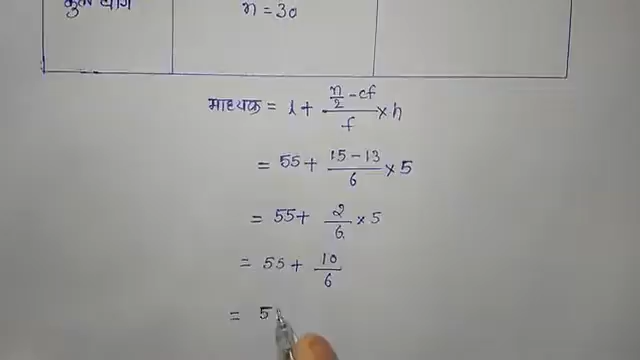 कुल योग
n = 30
माध्यक = l + (n/2 - cf)/f × h
= 55 + (15 - 13)/6 × 5
= 55 + 2/6 × 5
= 55 + 10/6
= 5